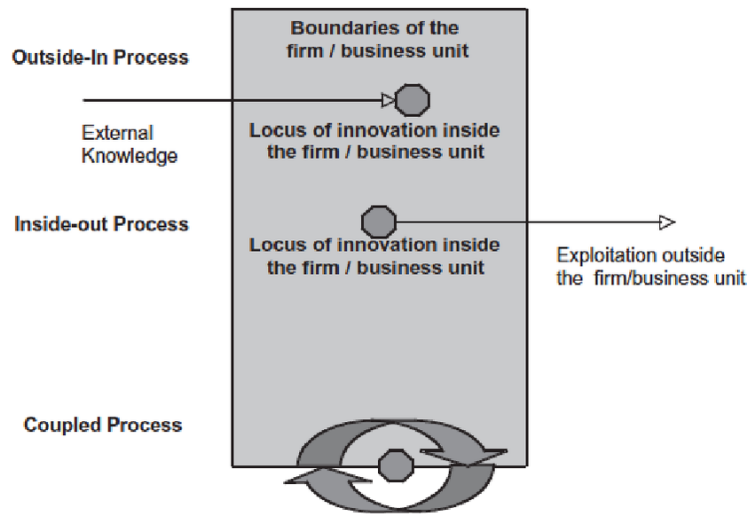 Boundaries of the
firm / business unit
Outside-In Process
External
Knowledge
Locus of innovation inside
the firm / business unit
Inside-out Process
Locus of innovation inside
the firm / business unit
Exploitation outside
the firm/business unit
Coupled Process